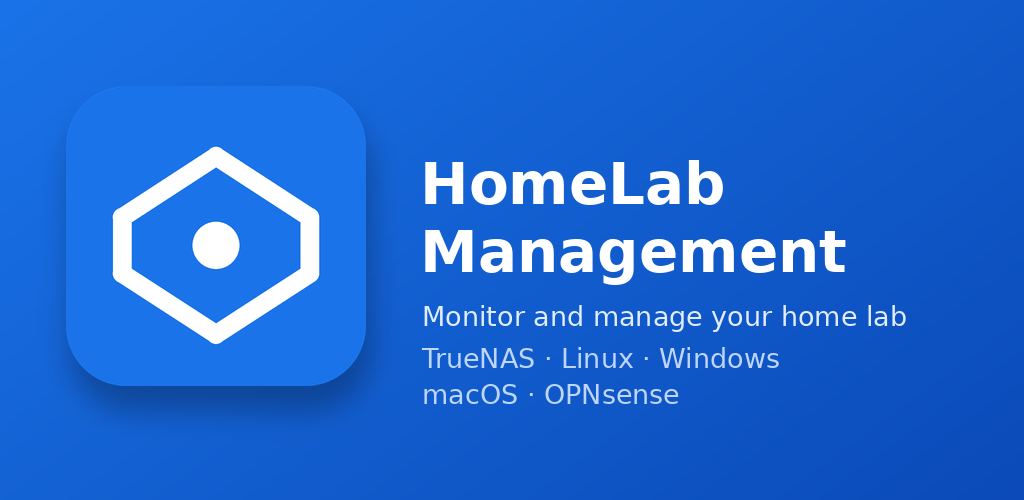 HomeLab
Management
Monitor and manage your home lab
TrueNAS · Linux · Windows
macOS · OPNsense